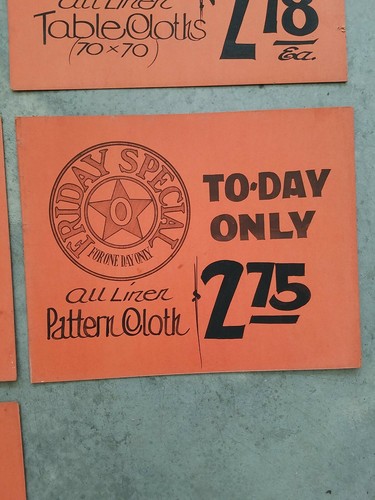 all Linen
Table Cloths
(70 x 70)
2.18
Ea.
FRIDAY SPECIAL
O
FOR ONE DAY ONLY
TO-DAY
ONLY
all Linen
Pattern Cloth
$2.75